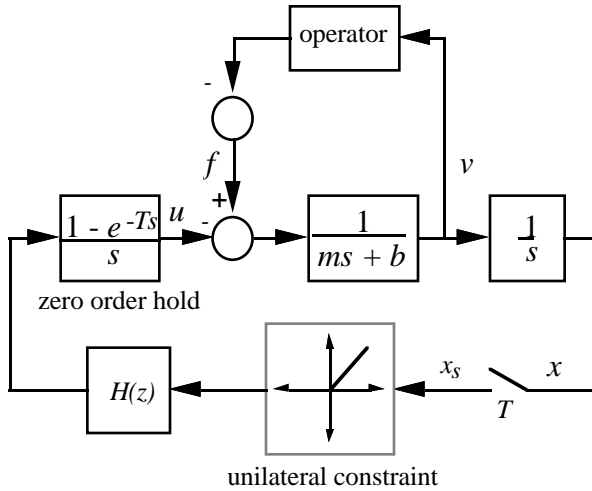 operator
-
f
v
+
-
u
1 - e^{-Ts}
s
zero order hold
1
ms + b
1
s
H(z)
x_s
T
x
unilateral constraint